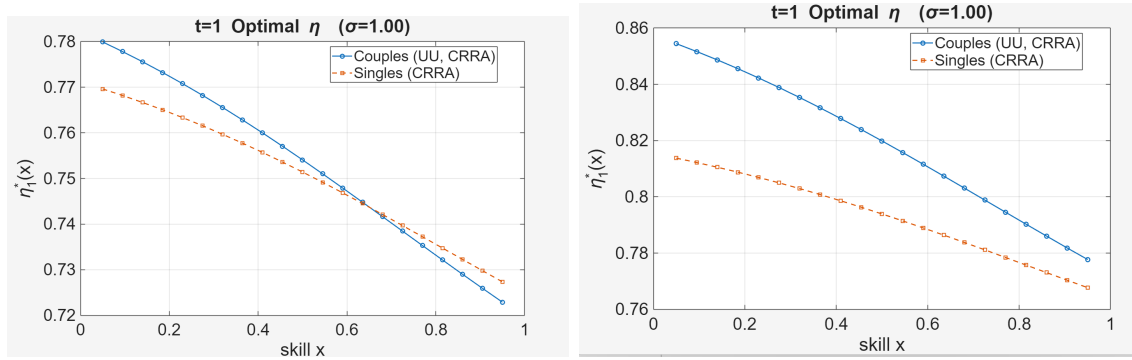 t=1 Optimal η (σ=1.00)
Couples (UU, CRRA)
Singles (CRRA)
0.78
0.77
0.76
0.75
0.74
0.73
0.72
η₁*(x)
0 0.2 0.4 0.6 0.8 1
skill x
t=1 Optimal η (σ=1.00)
Couples (UU, CRRA)
Singles (CRRA)
0.86
0.84
0.82
0.8
0.78
0.76
η₁*(x)
0 0.2 0.4 0.6 0.8 1
skill x